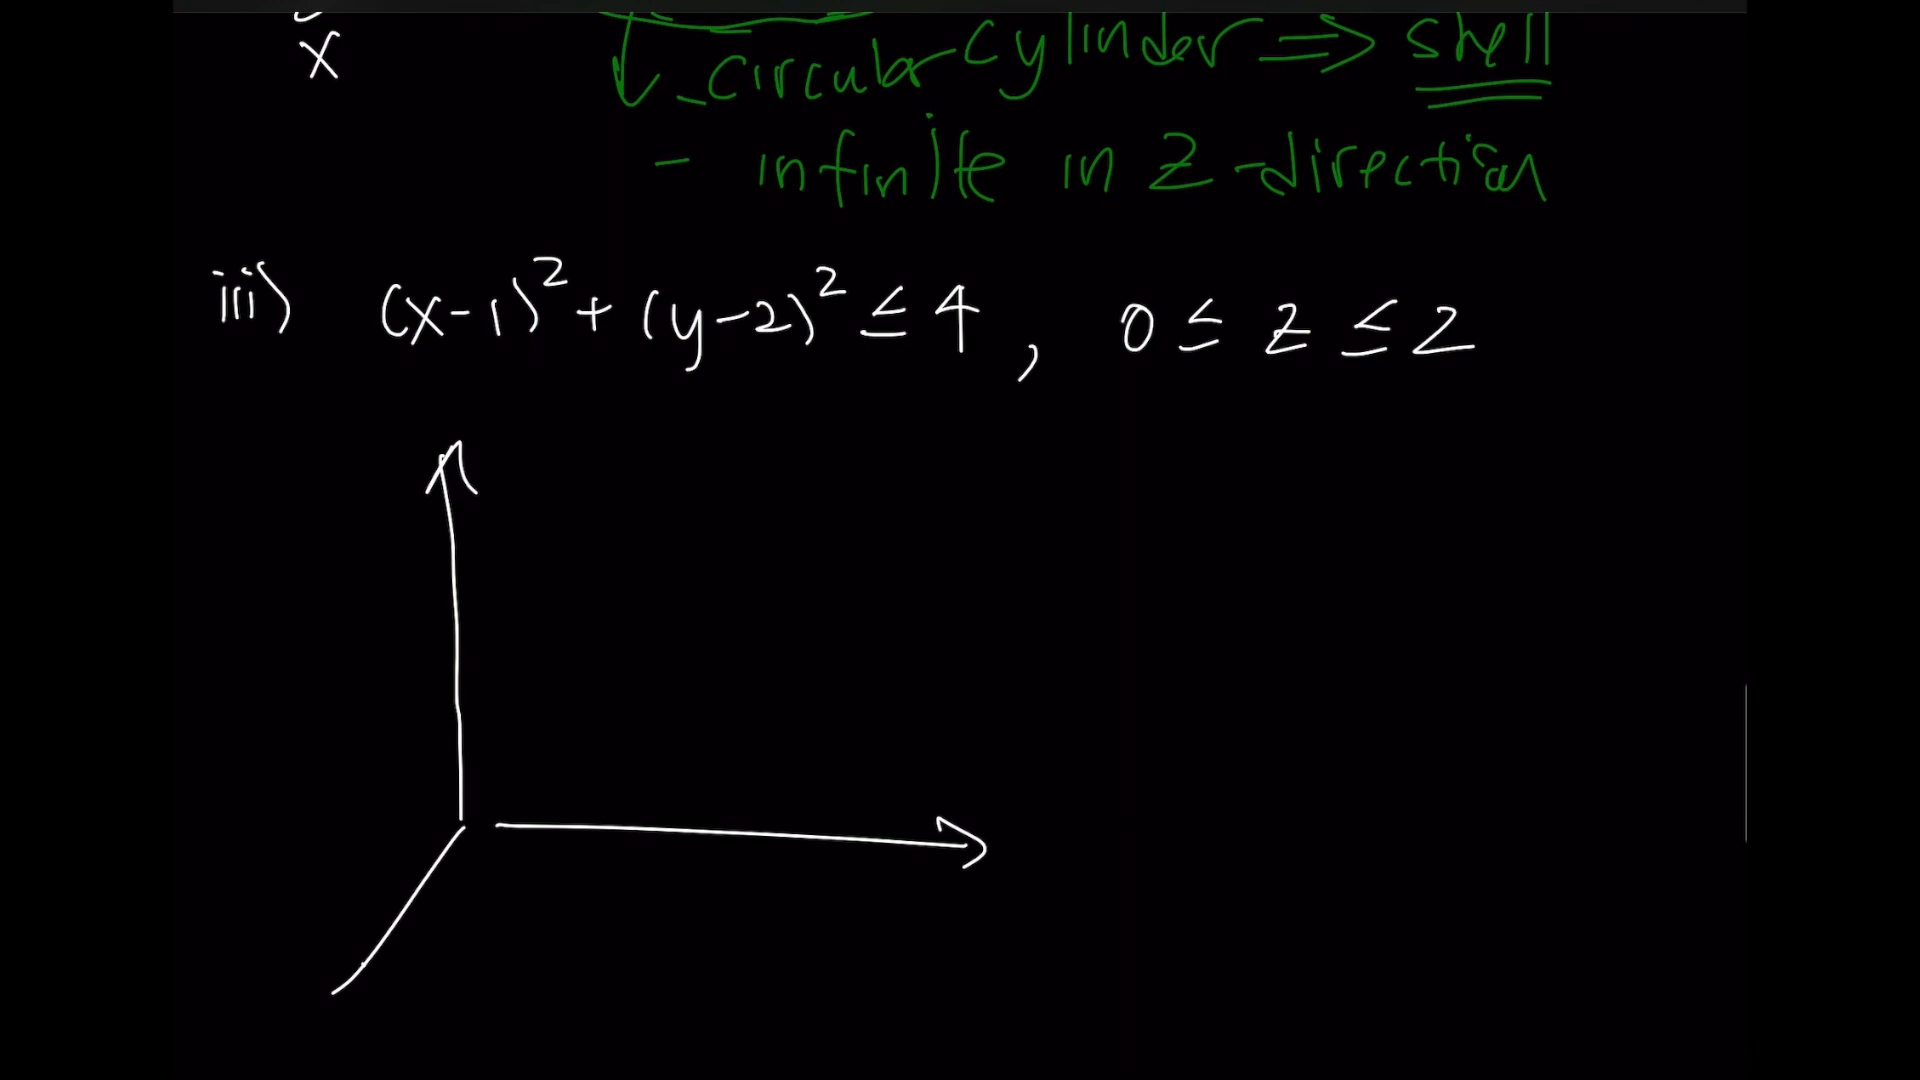 x
- circular cylinder ⇒ shell
- infinite in z-direction
iii) (x-1)² + (y-2)² ≤ 4, 0 ≤ z ≤ 2